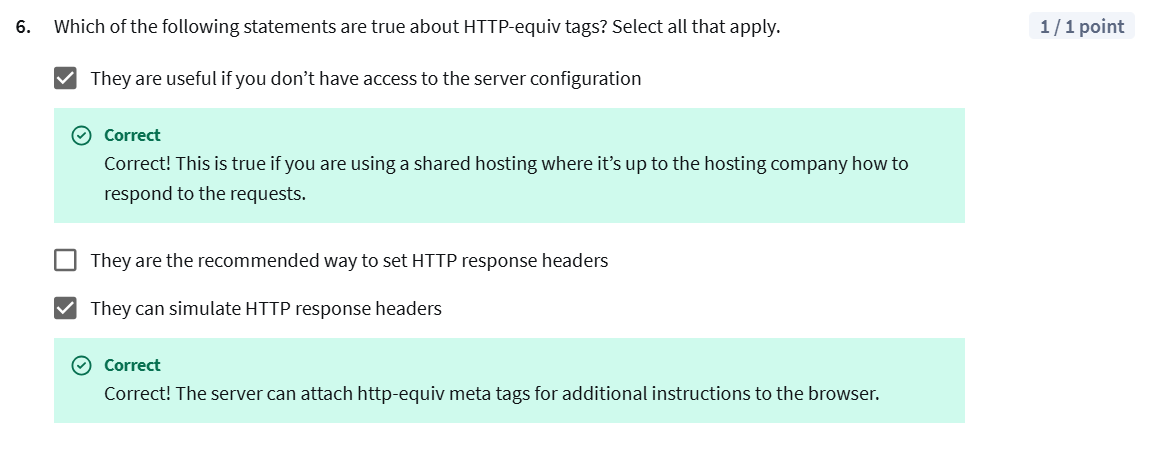 6. Which of the following statements are true about HTTP-equiv tags? Select all that apply.
1 / 1 point
They are useful if you don’t have access to the server configuration
Correct
Correct! This is true if you are using a shared hosting where it’s up to the hosting company how to
respond to the requests.
They are the recommended way to set HTTP response headers
They can simulate HTTP response headers
Correct
Correct! The server can attach http-equiv meta tags for additional instructions to the browser.